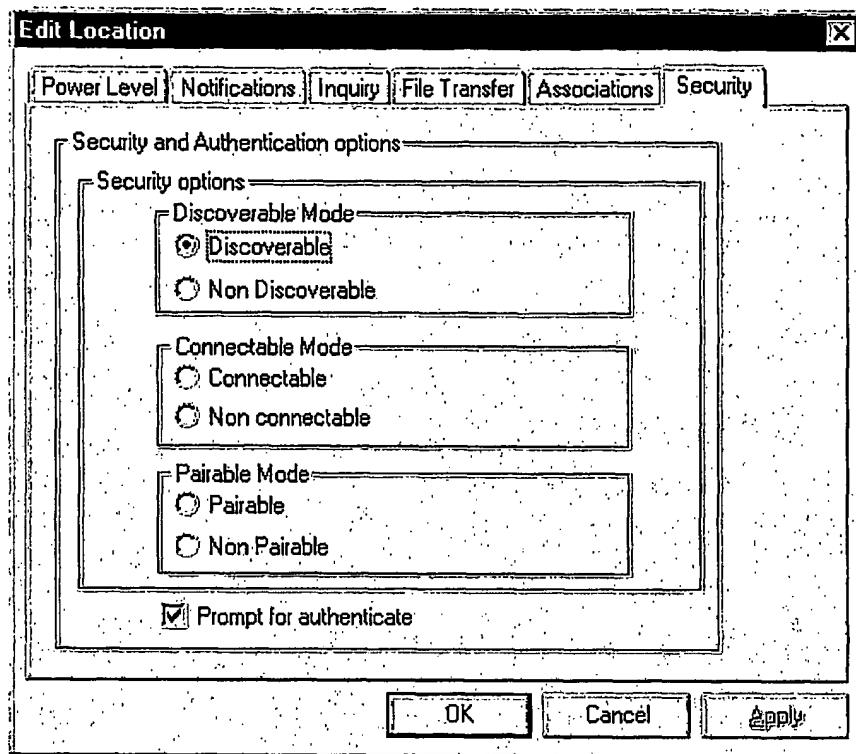 Edit Location
Power Level Notifications Inquiry File Transfer Associations Security
Security and Authentication options
Security options
Discoverable Mode
Discoverable
Non Discoverable
Connectable Mode
Connectable
Non connectable
Pairable Mode
Pairable
Non Pairable
Prompt for authenticate
OK Cancel Apply